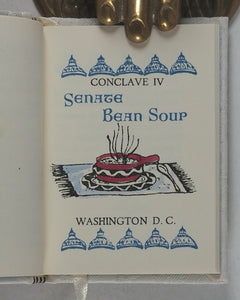 CONCLAVE IV
Senate
Bean Soup
WASHINGTON D. C.